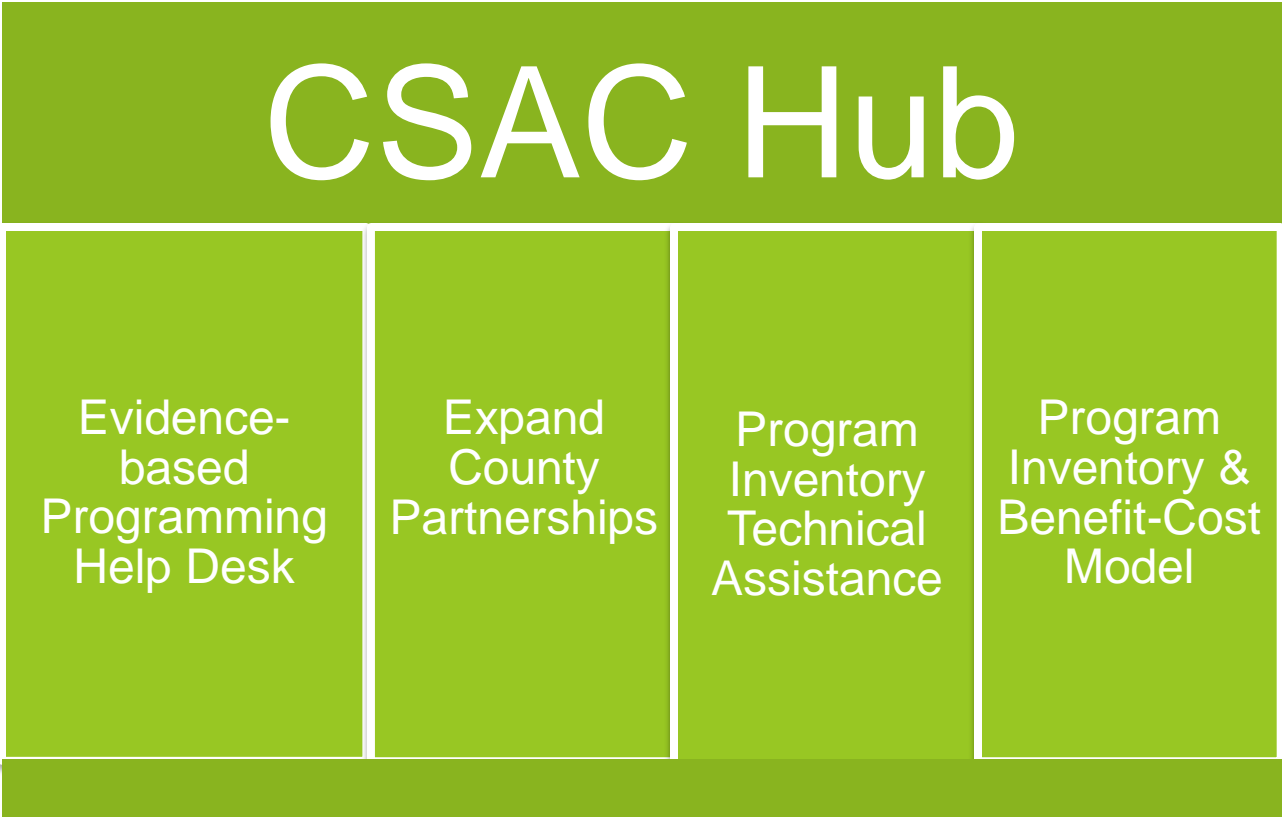 CSAC Hub
Evidence-
based
Programming
Help Desk
Expand
County
Partnerships
Program
Inventory
Technical
Assistance
Program
Inventory &
Benefit-Cost
Model